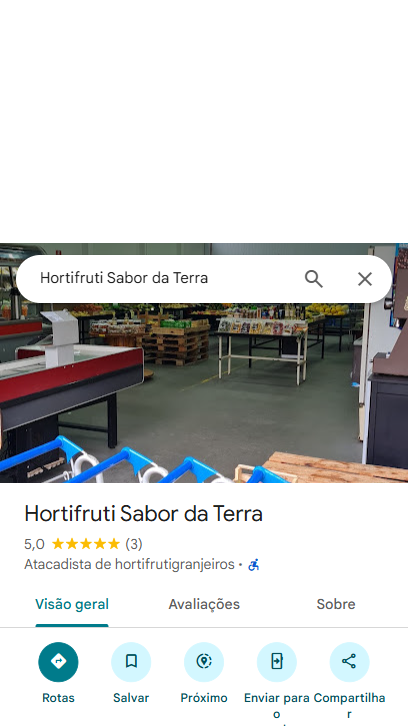 Hortifruti Sabor da Terra
Hortifruti Sabor da Terra
5,0 (3)
Atacadista de hortifrutigranjeiros ·
Visão geral Avaliações Sobre
Rotas Salvar Próximo Enviar para o Compartilhar